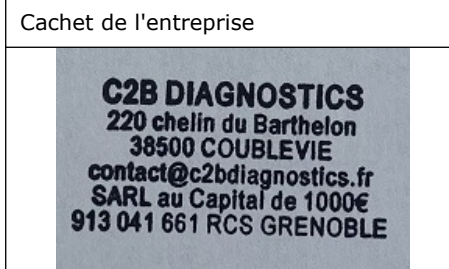 Cachet de l'entreprise
C2B DIAGNOSTICS
220 chelin du Barthelon
38500 COUBLEVIE
contact@c2bdiagnostics.fr
SARL au Capital de 1000€
913 041 661 RCS GRENOBLE